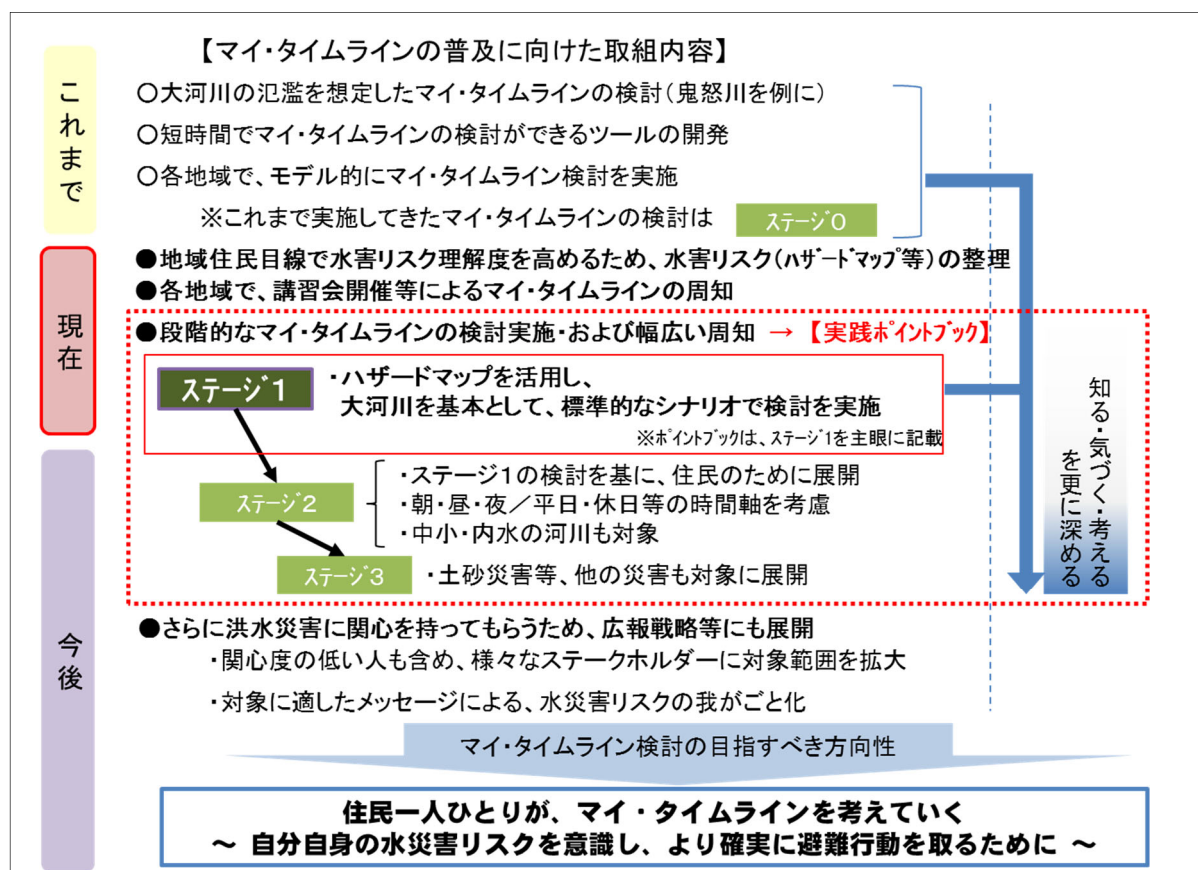 【マイ・タイムラインの普及に向けた取組内容】
これまで
○大河川の氾濫を想定したマイ・タイムラインの検討（鬼怒川を例に）
○短時間でマイ・タイムラインの検討ができるツールの開発
○各地域で、モデル的にマイ・タイムライン検討を実施
※これまで実施してきたマイ・タイムラインの検討は ｽﾃｰｼﾞ０
現在
●地域住民目線で水害リスク理解度を高めるため、水害リスク（ﾊｻﾞｰﾄﾞﾏｯﾌﾟ等）の整理
●各地域で、講習会開催等によるマイ・タイムラインの周知
●段階的なマイ・タイムラインの検討実施・および幅広い周知 → 【実践ﾎﾟｲﾝﾄﾌﾞｯｸ】
ｽﾃｰｼﾞ１
・ハザードマップを活用し、
大河川を基本として、標準的なシナリオで検討を実施
※ﾎﾟｲﾝﾄﾌﾞｯｸは、ｽﾃｰｼﾞ1を主眼に記載
今後
ｽﾃｰｼﾞ２
・ステージ１の検討を基に、住民のために展開
・朝・昼・夜／平日・休日等の時間軸を考慮
・中小・内水の河川も対象
ｽﾃｰｼﾞ３
・土砂災害等、他の災害も対象に展開
知る・気づく・考える
を更に深める
●さらに洪水災害に関心を持ってもらうため、広報戦略等にも展開
・関心度の低い人も含め、様々なステークホルダーに対象範囲を拡大
・対象に適したメッセージによる、水災害リスクの我がごと化
マイ・タイムライン検討の目指すべき方向性
住民一人ひとりが、マイ・タイムラインを考えていく
～ 自分自身の水災害リスクを意識し、より確実に避難行動を取るために ～